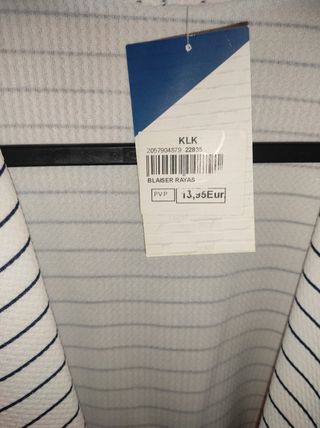 KLK
2057904879 22835
BLAISER RAYAS
PVP 13,95Eur